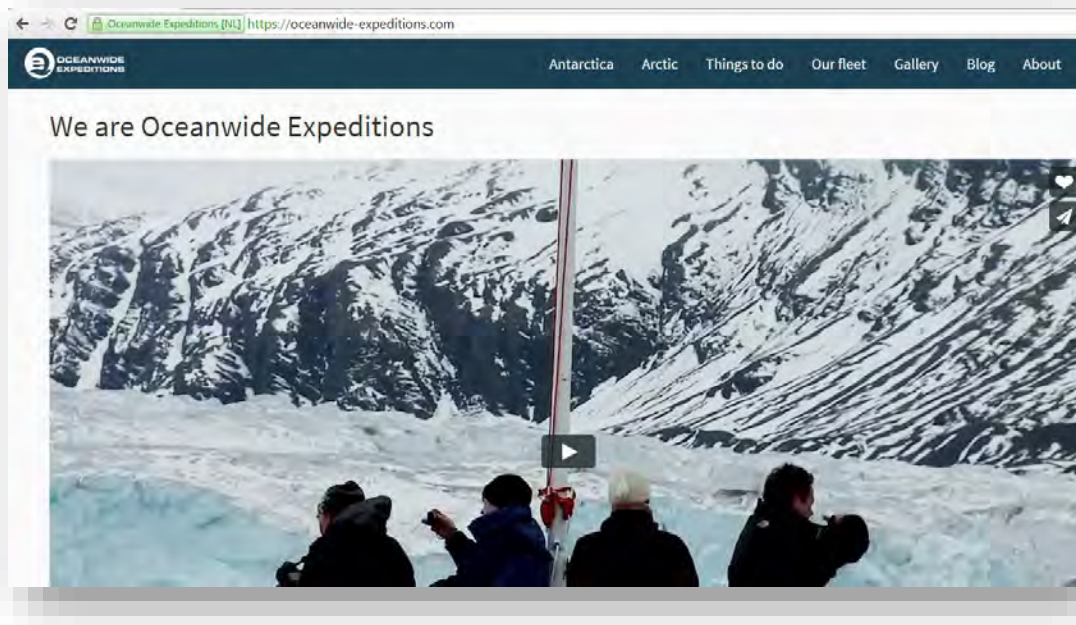 Oceanwide Expeditions [NL] https://oceanwide-expeditions.com
OCEANWIDE
EXPEDITIONS
Antarctica Arctic Things to do Our fleet Gallery Blog About
We are Oceanwide Expeditions